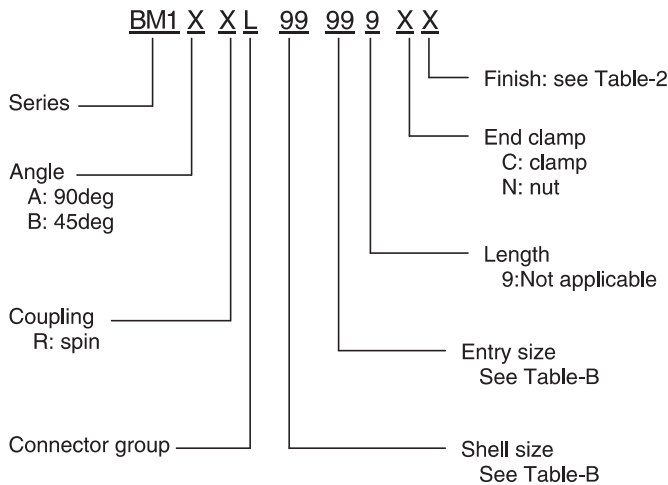 BM1 X X L 99 99 9 X X
Series
Angle
A: 90deg
B: 45deg
Coupling
R: spin
Connector group
Finish: see Table-2
End clamp
C: clamp
N: nut
Length
9:Not applicable
Entry size
See Table-B
Shell size
See Table-B